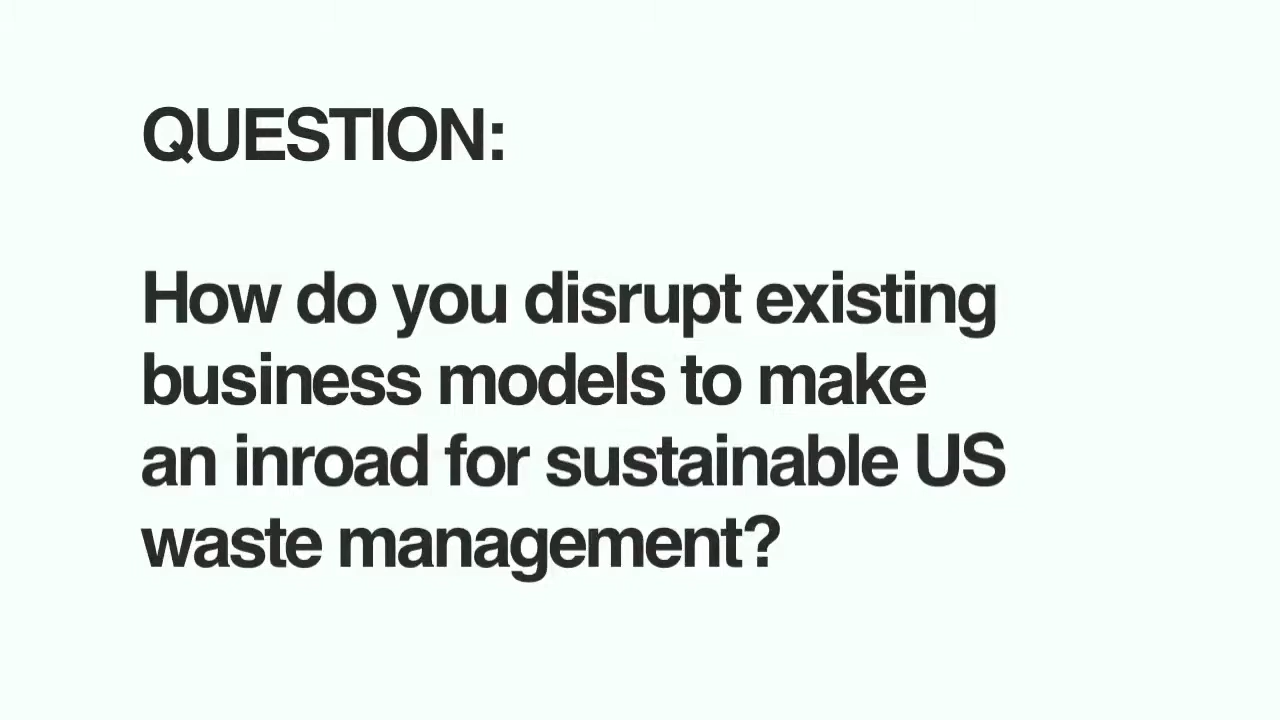 QUESTION:
How do you disrupt existing
business models to make
an inroad for sustainable US
waste management?